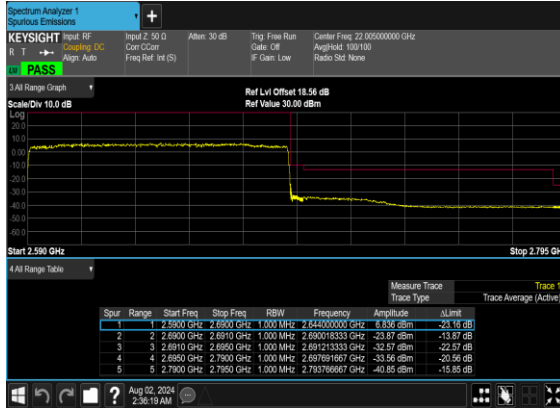 Spectrum Analyzer 1
Spurious Emissions
+
KEYSIGHT Input: RF Input Z: 50 Ω Atten: 30 dB Trig: Free Run Center Freq: 22.005000000 GHz
R T Coupling: DC Corr CCorr Gate: Off Avg|Hold: 100/100
Align: Auto Freq Ref: Int (S) IF Gain: Low Radio Std: None
PASS
3 All Range Graph Ref Lvl Offset 18.56 dB
Scale/Div 10.0 dB Ref Value 30.00 dBm
Log
20.0
10.0
0.00
-10.0
-20.0
-30.0
-40.0
-50.0
-60.0
Start 2.590 GHz Stop 2.795 GH
4 All Range Table
Measure Trace Trace 1
Trace Type Trace Average (Active)
Spur Range Start Freq Stop Freq RBW Frequency Amplitude ΔLimit
1 1 2.5900 GHz 2.6900 GHz 1.000 MHz 2.644000000 GHz 6.836 dBm -23.16 dB
2 2 2.6900 GHz 2.6910 GHz 1.000 MHz 2.690018333 GHz -23.87 dBm -13.87 dB
3 3 2.6910 GHz 2.6950 GHz 1.000 MHz 2.691213333 GHz -32.57 dBm -22.57 dB
4 4 2.6950 GHz 2.7900 GHz 1.000 MHz 2.697691667 GHz -33.56 dBm -20.56 dB
5 5 2.7900 GHz 2.7950 GHz 1.000 MHz 2.793766667 GHz -40.85 dBm -15.85 dB
? Aug 02, 2024
2:36:19 AM